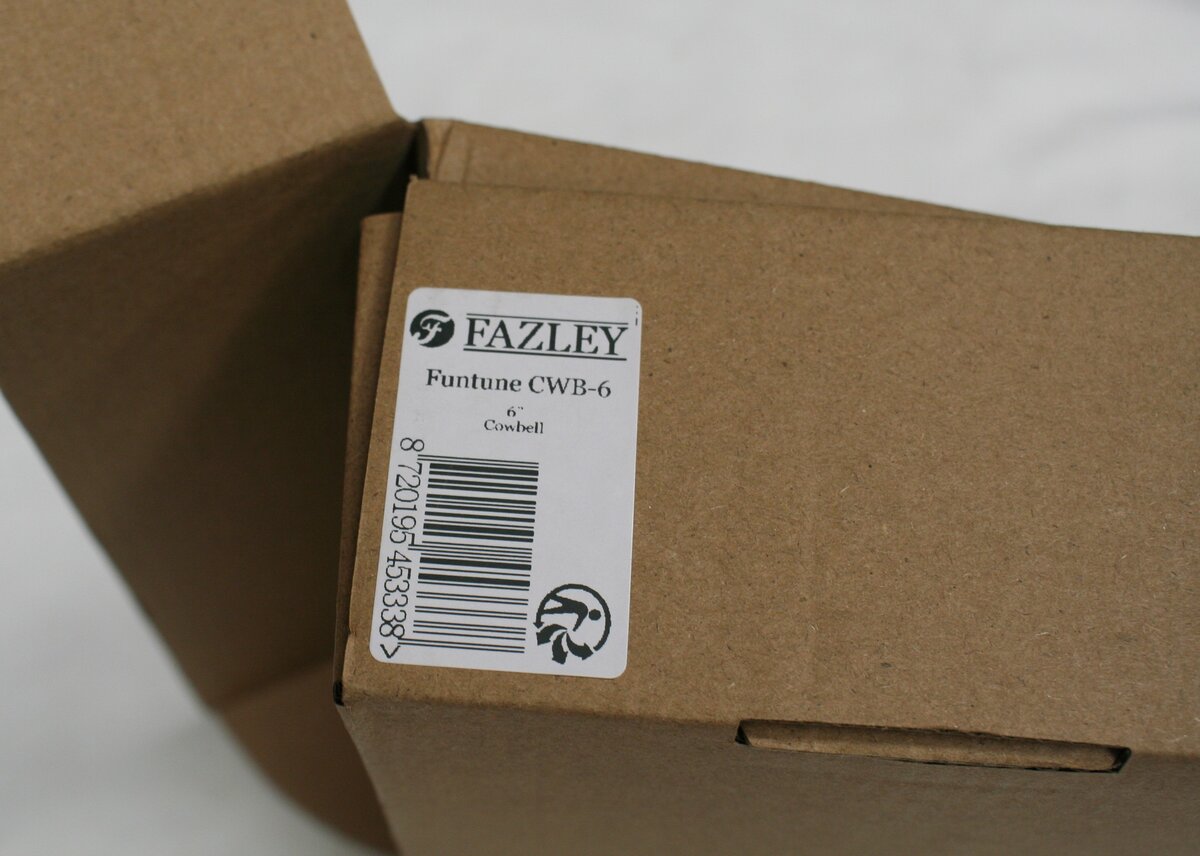 FAZLEY
Funtune CWB-6
6"
Cowbell
8 720195 453338 >